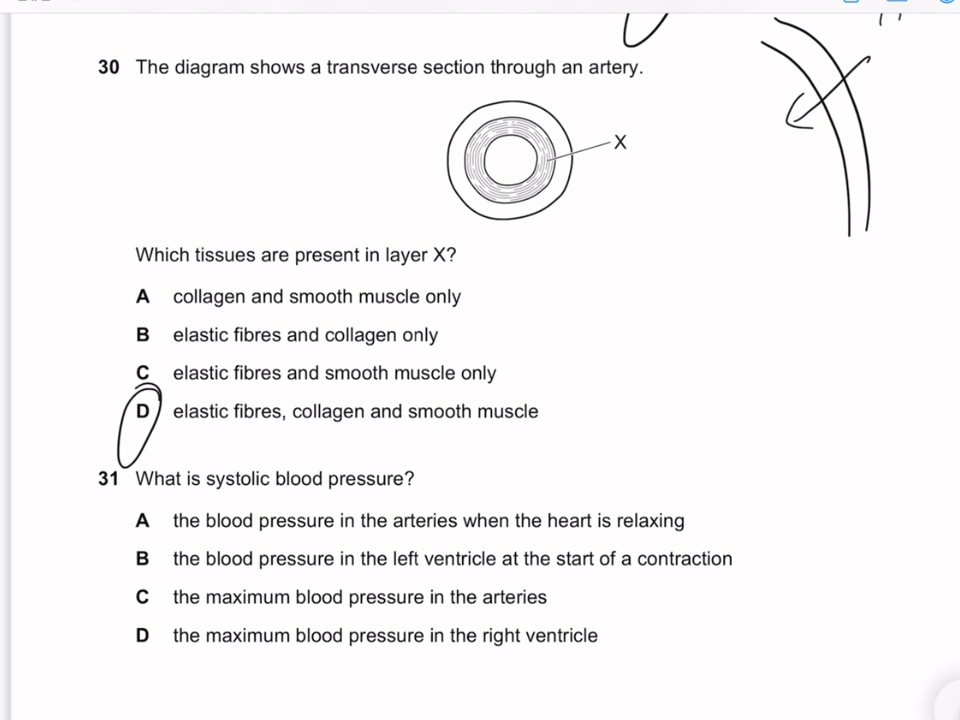 30 The diagram shows a transverse section through an artery.
X
Which tissues are present in layer X?
A collagen and smooth muscle only
B elastic fibres and collagen only
C elastic fibres and smooth muscle only
D elastic fibres, collagen and smooth muscle
31 What is systolic blood pressure?
A the blood pressure in the arteries when the heart is relaxing
B the blood pressure in the left ventricle at the start of a contraction
C the maximum blood pressure in the arteries
D the maximum blood pressure in the right ventricle